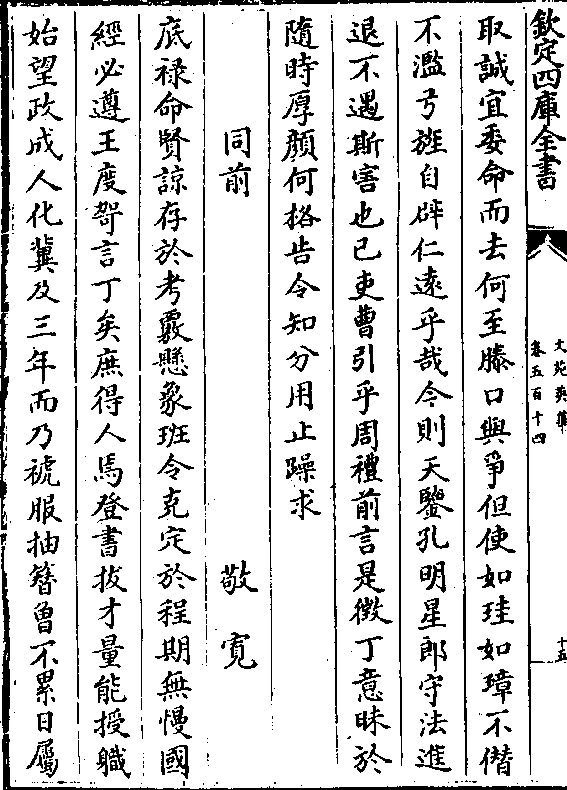 欽定四庫全書
文苑英華
卷五百十四
十五
取誠宜委命而去何至滕口與爭但使如珪如璋不僣
不濫弓旌自辟仁遠乎哉今則天鑒孔明星郎守法進
退不遇斯害也已吏曹引乎周禮前言是徴丁意昧於
隨時厚顔何格告令知分用止躁求
同前
敬寛
底禄命賢諒存於考覈懸象班令克定於程期無慢國
經必遵王度翾言丁矣庶得人焉登書拔才量能授職
始望政成人化冀及三年而乃褫服抽簪曾不累日屬